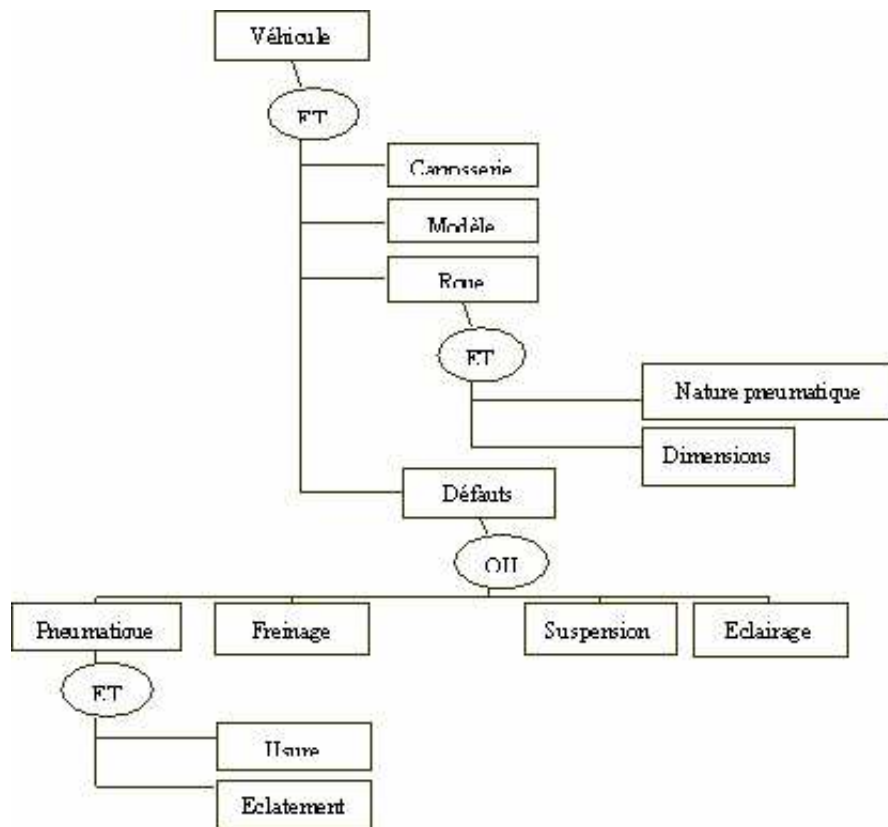 Véhicule
ET
Carrosserie
Modèle
Roue
ET
Nature pneumatique
Dimensions
Défauts
OU
Pneumatique
Freinage
Suspension
Eclairage
ET
Usure
Eclatement